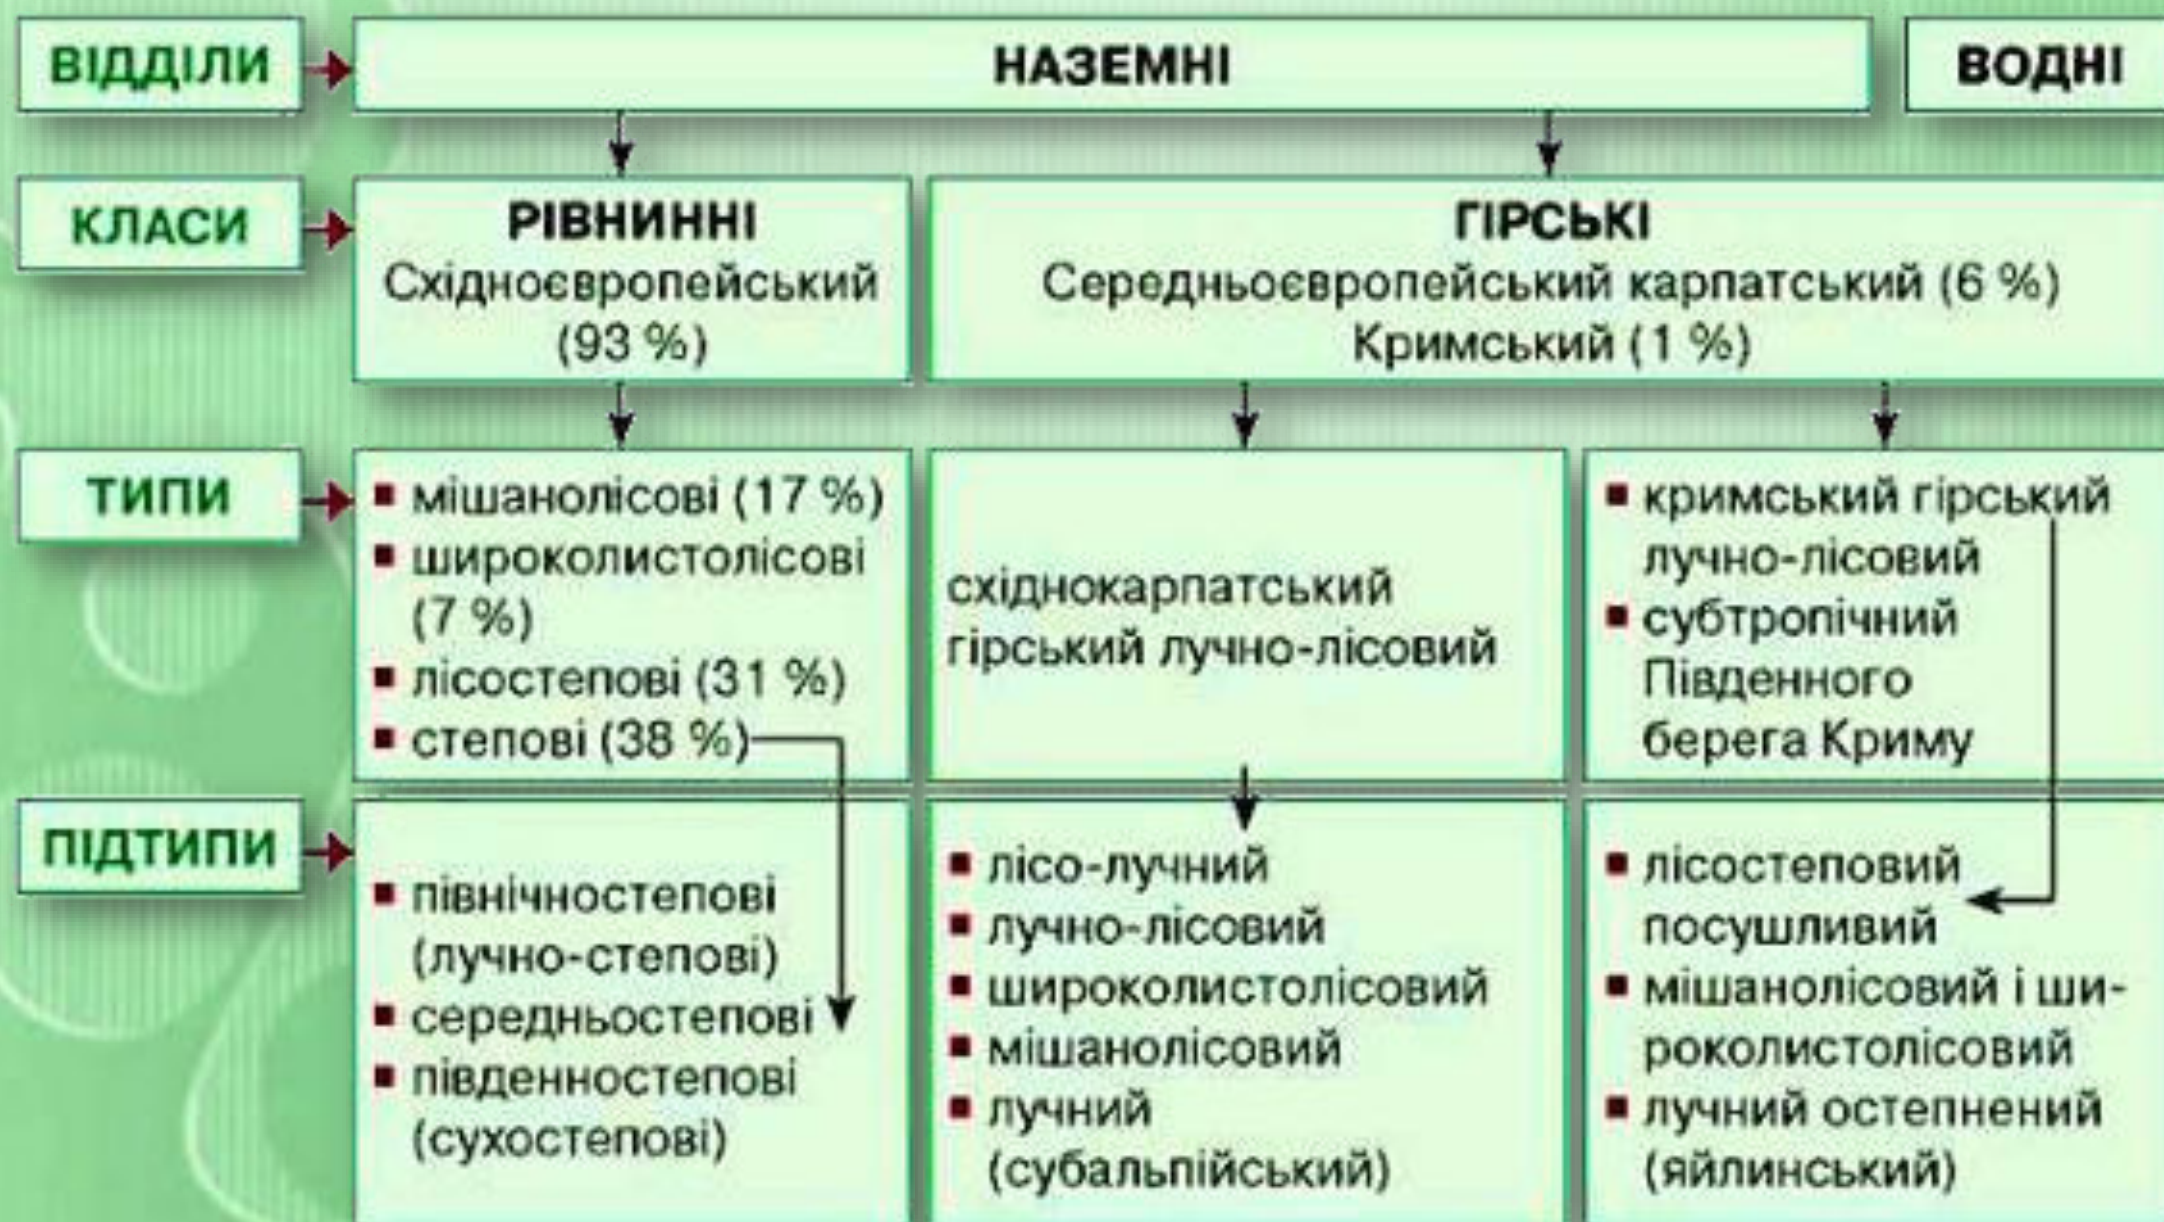 ВІДДІЛИ
НАЗЕМНІ
ВОДНІ
КЛАСИ
РІВНИННІ
Східноєвропейський
(93 %)
ГІРСЬКІ
Середньоєвропейський карпатський (6 %)
Кримський (1 %)
ТИПИ
мішанолісові (17 %)
широколистолісові
(7 %)
лісостепові (31 %)
степові (38 %)
східнокарпатський
гірський лучно-лісовий
кримський гірський
лучно-лісовий
субтропічний
Південного
берега Криму
ПІДТИПИ
північностепові
(лучно-степові)
середньостепові
південностепові
(сухостепові)
лісо-лучний
лучно-лісовий
широколистолісовий
мішанолісовий
лучний
(субальпійський)
лісостеповий
посушливий
мішанолісовий і ши-
роколистолісовий
лучний остепнений
(яйлинський)